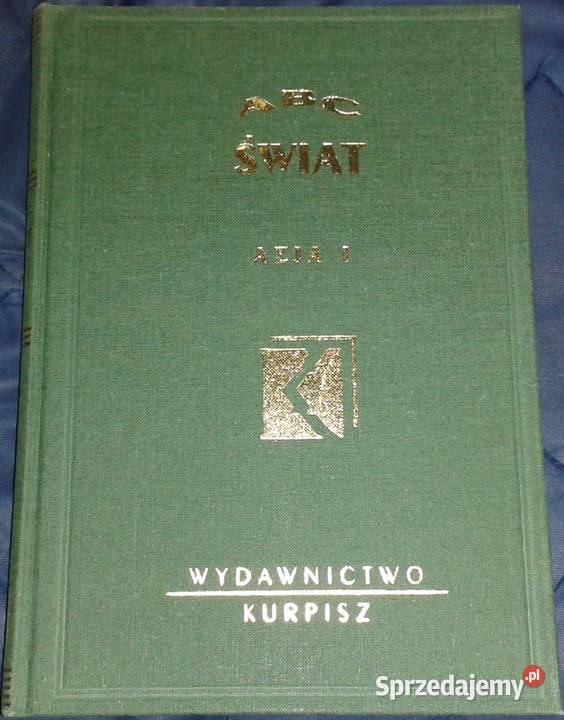 ABC
ŚWIAT
AZJA I
WYDAWNICTWO
KURPISZ
Sprzedajemy.pl